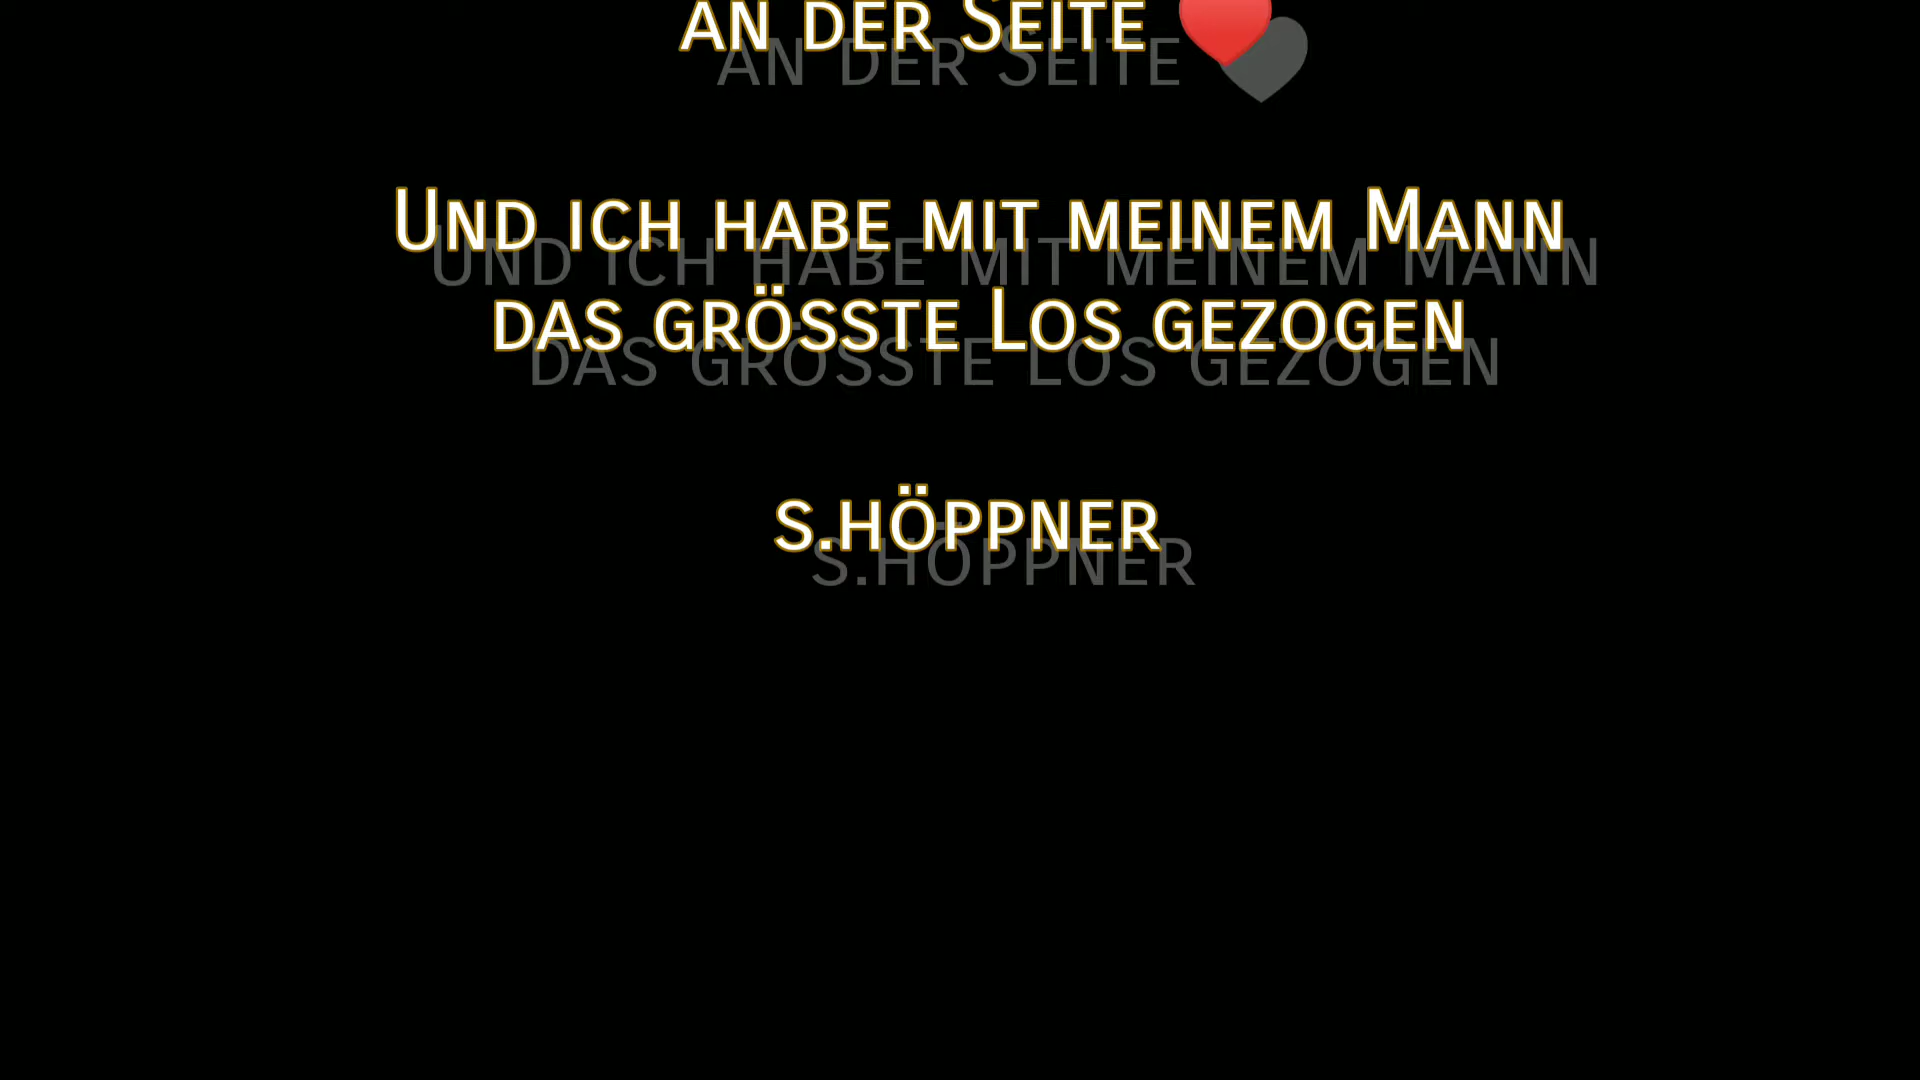 an der Seite ❤️
Und ich habe mit meinem Mann
das grösste Los gezogen
s.höppner